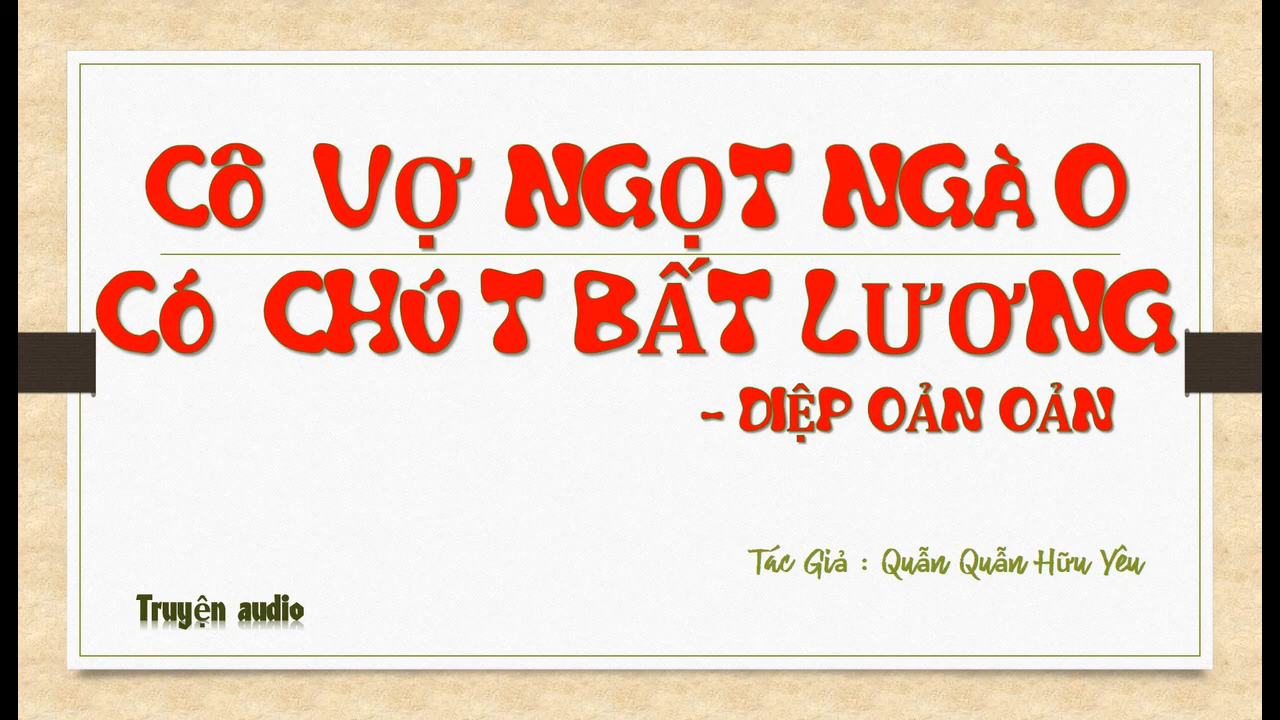 CÔ VỢ NGỌT NGÀO
CÓ CHÚT BẤT LƯƠNG
- DIỆP OẢN OẢN
Tác Giả : Quẫn Quẫn Hữu Yêu
Truyện audio